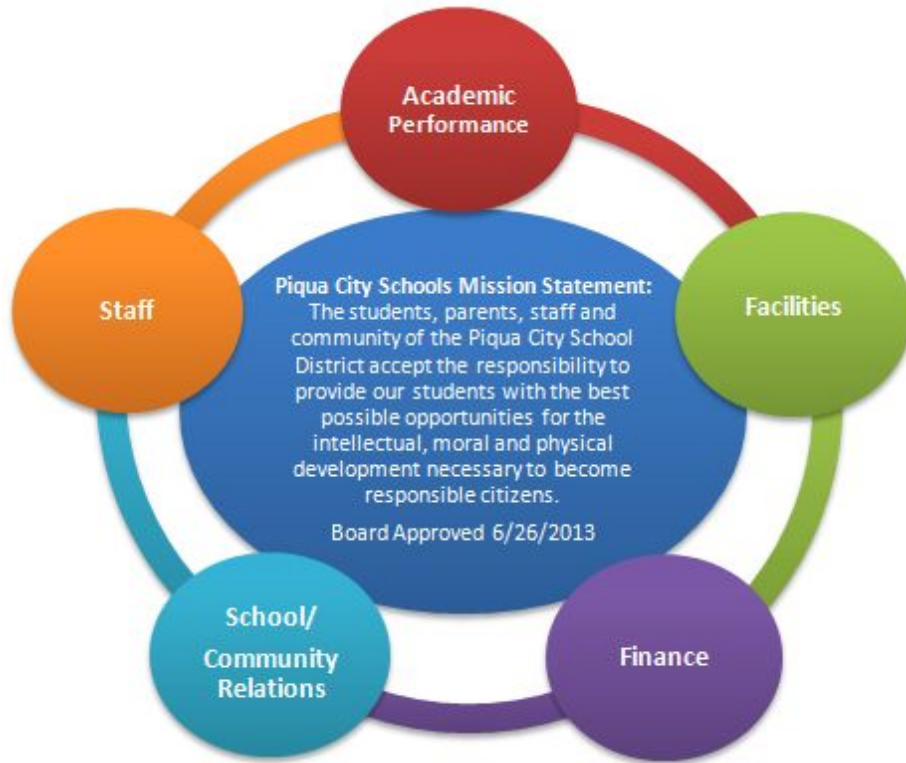 Academic
Performance
Staff
Facilities
Piqua City Schools Mission Statement:
The students, parents, staff and
community of the Piqua City School
District accept the responsibility to
provide our students with the best
possible opportunities for the
intellectual, moral and physical
development necessary to become
responsible citizens.
Board Approved 6/26/2013
School/
Community
Relations
Finance